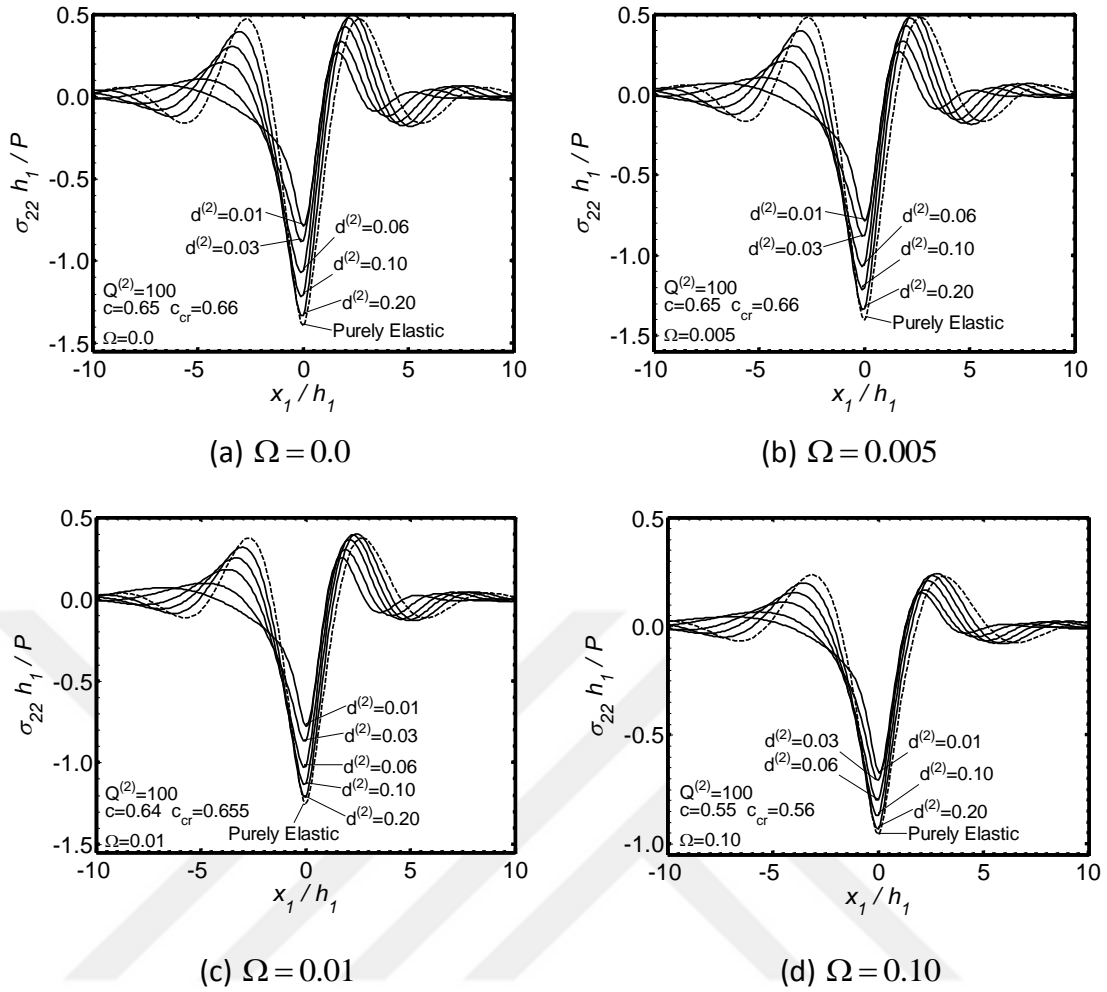 0.5
0.0
-0.5
-1.0
-1.5
σ22 h1 / P
d(2)=0.01
d(2)=0.03
d(2)=0.06
d(2)=0.10
d(2)=0.20
Purely Elastic
Q(2)=100
c=0.65 ccr=0.66
Ω=0.0
-10 -5 0 5 10
x1 / h1
(a) Ω = 0.0
0.5
0.0
-0.5
-1.0
-1.5
σ22 h1 / P
d(2)=0.01
d(2)=0.03
d(2)=0.06
d(2)=0.10
d(2)=0.20
Purely Elastic
Q(2)=100
c=0.65 ccr=0.66
Ω=0.005
-10 -5 0 5 10
x1 / h1
(b) Ω = 0.005
0.5
0.0
-0.5
-1.0
-1.5
σ22 h1 / P
d(2)=0.01
d(2)=0.03
d(2)=0.06
d(2)=0.10
d(2)=0.20
Purely Elastic
Q(2)=100
c=0.64 ccr=0.655
Ω=0.01
-10 -5 0 5 10
x1 / h1
(c) Ω = 0.01
0.5
0.0
-0.5
-1.0
σ22 h1 / P
d(2)=0.03
d(2)=0.06
d(2)=0.01
d(2)=0.10
d(2)=0.20
Purely Elastic
Q(2)=100
c=0.55 ccr=0.56
Ω=0.10
-10 -5 0 5 10
x1 / h1
(d) Ω = 0.10